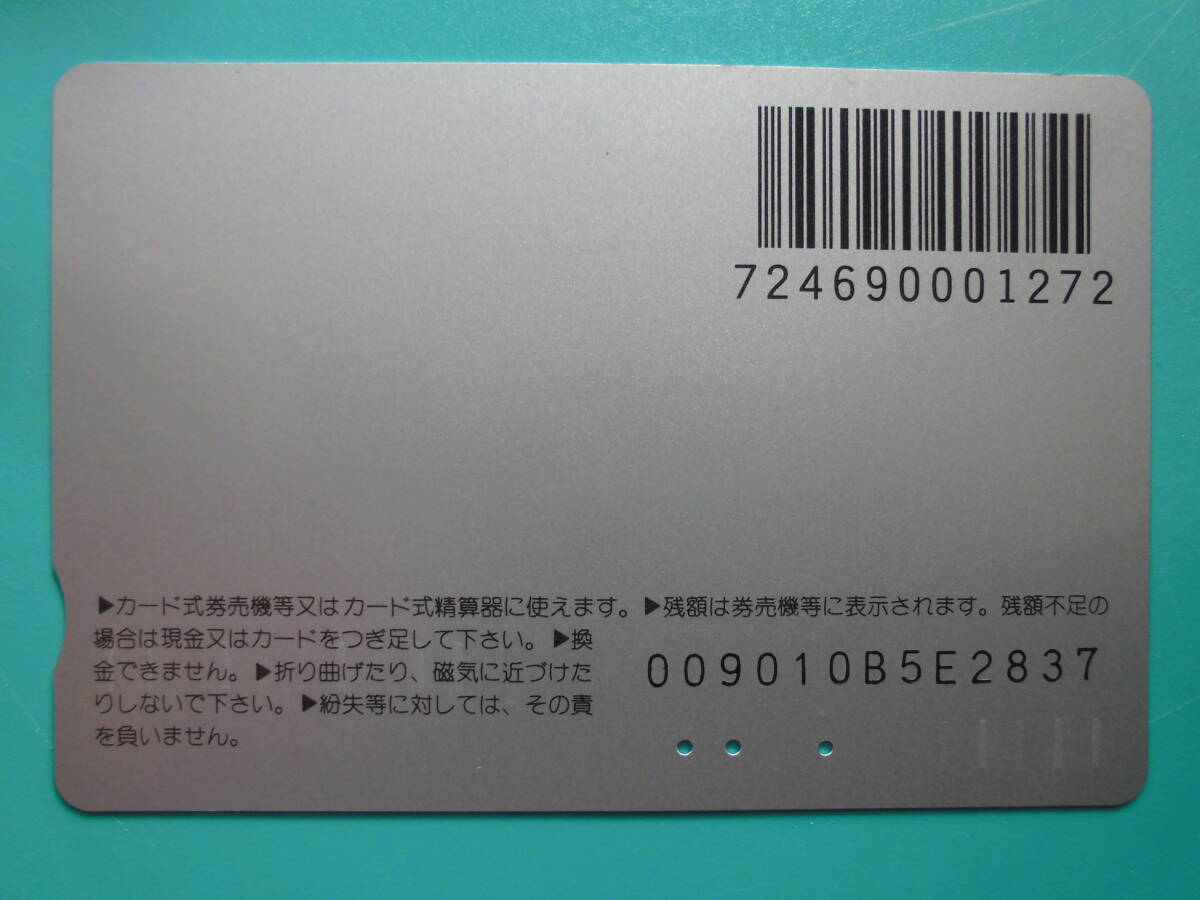 724690001272
▶カード式券売機等又はカード式精算器に使えます。▶残額は券売機等に表示されます。残額不足の
場合は現金又はカードをつぎ足して下さい。▶換
金できません。▶折り曲げたり、磁気に近づけた
りしないで下さい。▶紛失等に対しては、その責
を負いません。
009010B5E2837